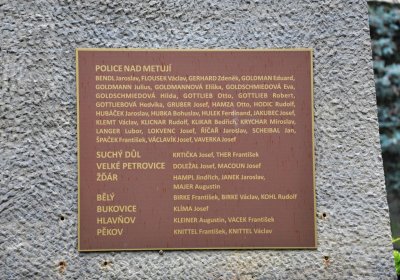 POLICE NAD METUJÍ
BENDL Jaroslav, FLOUSEK Václav, GERHARD Zdeněk, GOLDMAN Eduard,
GOLDMANN Julius, GOLDMANNOVÁ Eliška, GOLDSCHMIEDOVÁ Eva,
GOLDSCHMIEDOVÁ Hilda, GOTTLIEB Otto, GOTTLIEB Robert,
GOTTLIEBOVÁ Hedvika, GRUBER Josef, HAMZA Otto, HODIC Rudolf,
HUBÁČEK Jaroslav, HUBKA Bohuslav, HULEK Ferdinand, JAKUBEC Josef,
KLEMT Václav, KLICNAR Rudolf, KLIKAR Bedřich, KRYCHAR Miroslav,
LANGER Lubor, LOKVENC Josef, ŘÍČAŘ Jaroslav, SCHEIBAL Jan,
ŠPAČEK František, VÁCLAVÍK Josef, VAVERKA Josef
SUCHÝ DŮL KRTIČKA Josef, THER František
VELKÉ PETROVICE DOLEŽAL Josef, MACOUN Josef
ŽĎÁR HAMPL Jindřich, JANEK Jaroslav,
MAJER Augustin
BĚLÝ BIRKE František, BIRKE Václav, KOHL Rudolf
BUKOVICE KLÍMA Josef
HLAVŇOV KLEINER Augustin, VACEK František
PĚKOV KNITTEL František, KNITTEL Václav